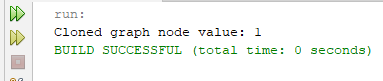 run:
Cloned graph node value: 1
BUILD SUCCESSFUL (total time: 0 seconds)